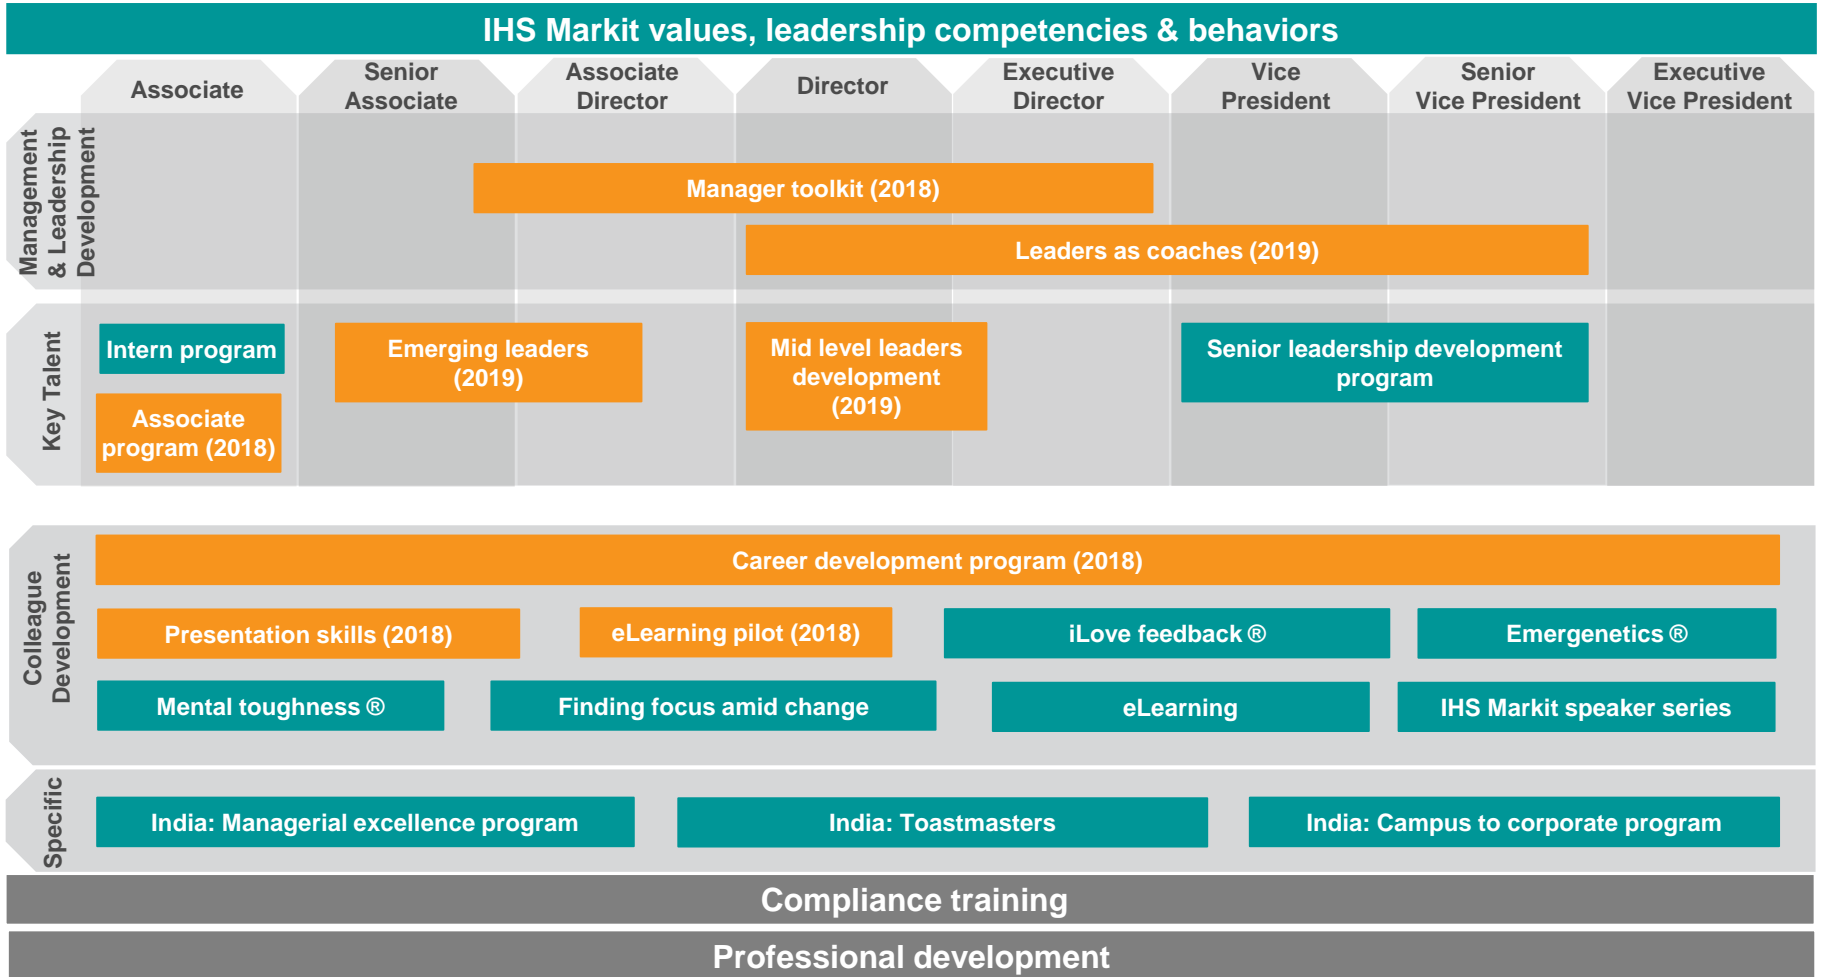 IHS Markit values, leadership competencies & behaviors
Associate
Senior
Associate
Associate
Director
Director
Executive
Director
Vice
President
Senior
Vice President
Executive
Vice President
Management
& Leadership
Development
Manager toolkit (2018)
Leaders as coaches (2019)
Key Talent
Intern program
Associate
program (2018)
Emerging leaders
(2019)
Mid level leaders
development
(2019)
Senior leadership development
program
Colleague
Development
Career development program (2018)
Presentation skills (2018)
eLearning pilot (2018)
iLove feedback ®
Emergenetics ®
Mental toughness ®
Finding focus amid change
eLearning
IHS Markit speaker series
Specific
India: Managerial excellence program
India: Toastmasters
India: Campus to corporate program
Compliance training
Professional development